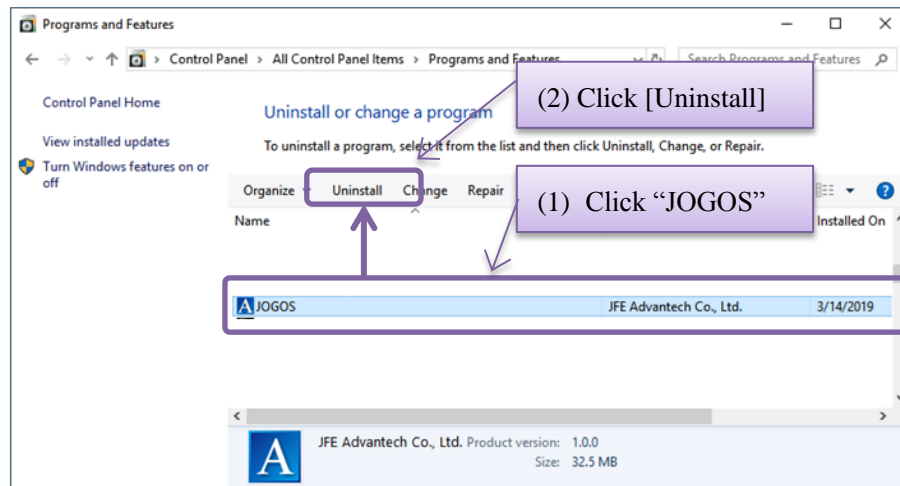 Programs and Features
Control Panel > All Control Panel Items > Programs and Features
Search Programs and Features
Control Panel Home
Uninstall or change a program
(2) Click [Uninstall]
View installed updates
To uninstall a program, select it from the list and then click Uninstall, Change, or Repair.
Turn Windows features on or
off
Organize Uninstall Change Repair
(1) Click “JOGOS”
Name
Installed On
A JOGOS JFE Advantech Co., Ltd. 3/14/2019
A
JFE Advantech Co., Ltd. Product version: 1.0.0
Size: 32.5 MB